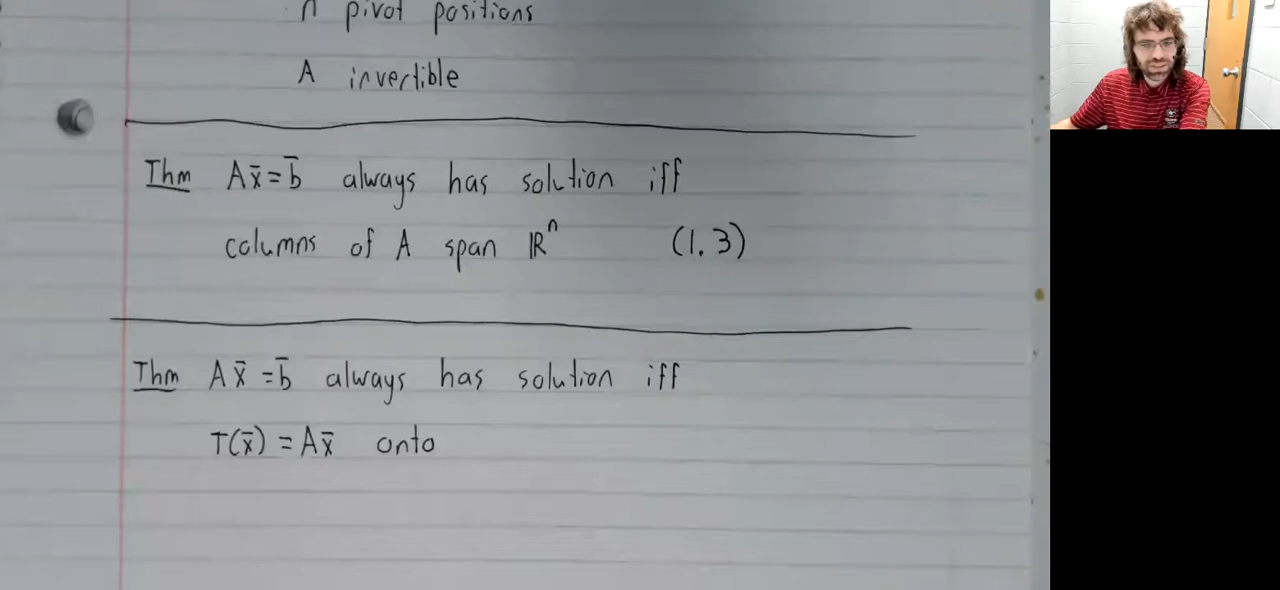 n pivot positions
A invertible
Thm Ax̄=b̄ always has solution iff
columns of A span ℝⁿ (1.3)
Thm Ax̄=b̄ always has solution iff
T(x̄)=Ax̄ onto